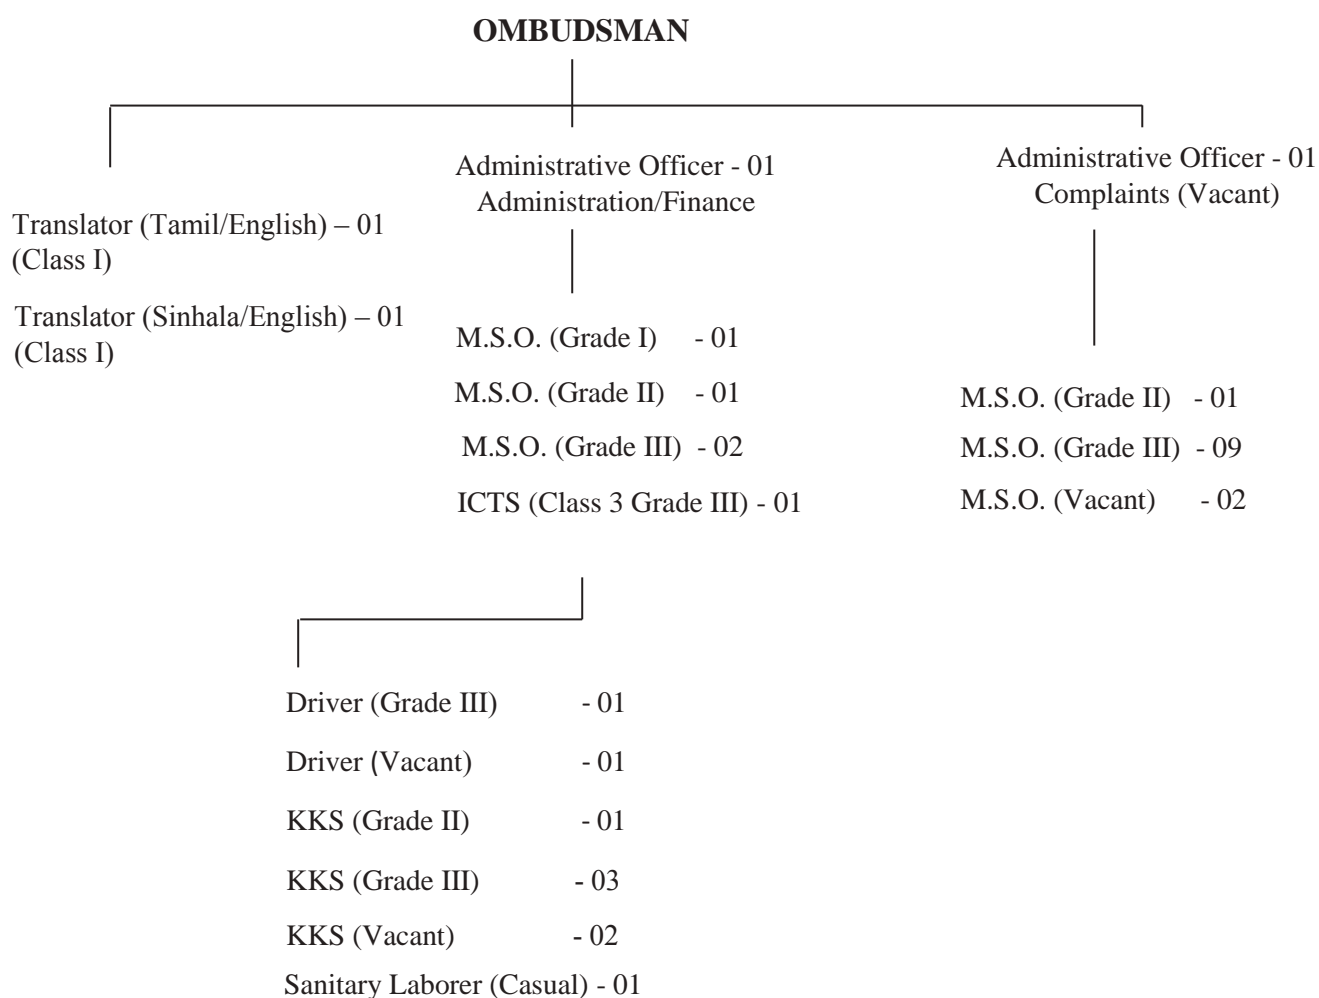 OMBUDSMAN
Translator (Tamil/English) – 01
(Class I)
Translator (Sinhala/English) – 01
(Class I)
Administrative Officer - 01
Administration/Finance
M.S.O. (Grade I) - 01
M.S.O. (Grade II) - 01
M.S.O. (Grade III) - 02
ICTS (Class 3 Grade III) - 01
Administrative Officer - 01
Complaints (Vacant)
M.S.O. (Grade II) - 01
M.S.O. (Grade III) - 09
M.S.O. (Vacant) - 02
Driver (Grade III) - 01
Driver (Vacant) - 01
KKS (Grade II) - 01
KKS (Grade III) - 03
KKS (Vacant) - 02
Sanitary Laborer (Casual) - 01